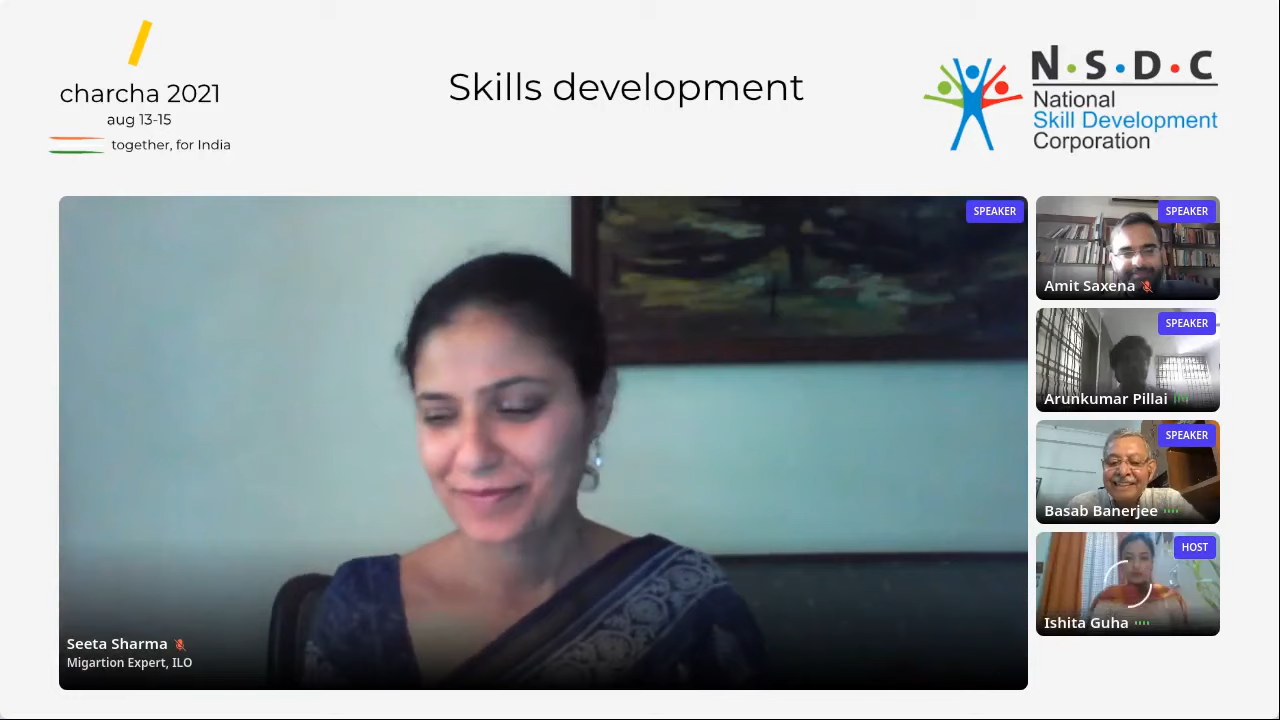 charcha 2021
aug 13-15
together, for India
Skills development
N·S·D·C
National
Skill Development
Corporation
SPEAKER
Seeta Sharma
Migartion Expert, ILO
SPEAKER
Amit Saxena
SPEAKER
Arunkumar Pillai
SPEAKER
Basab Banerjee
HOST
Ishita Guha